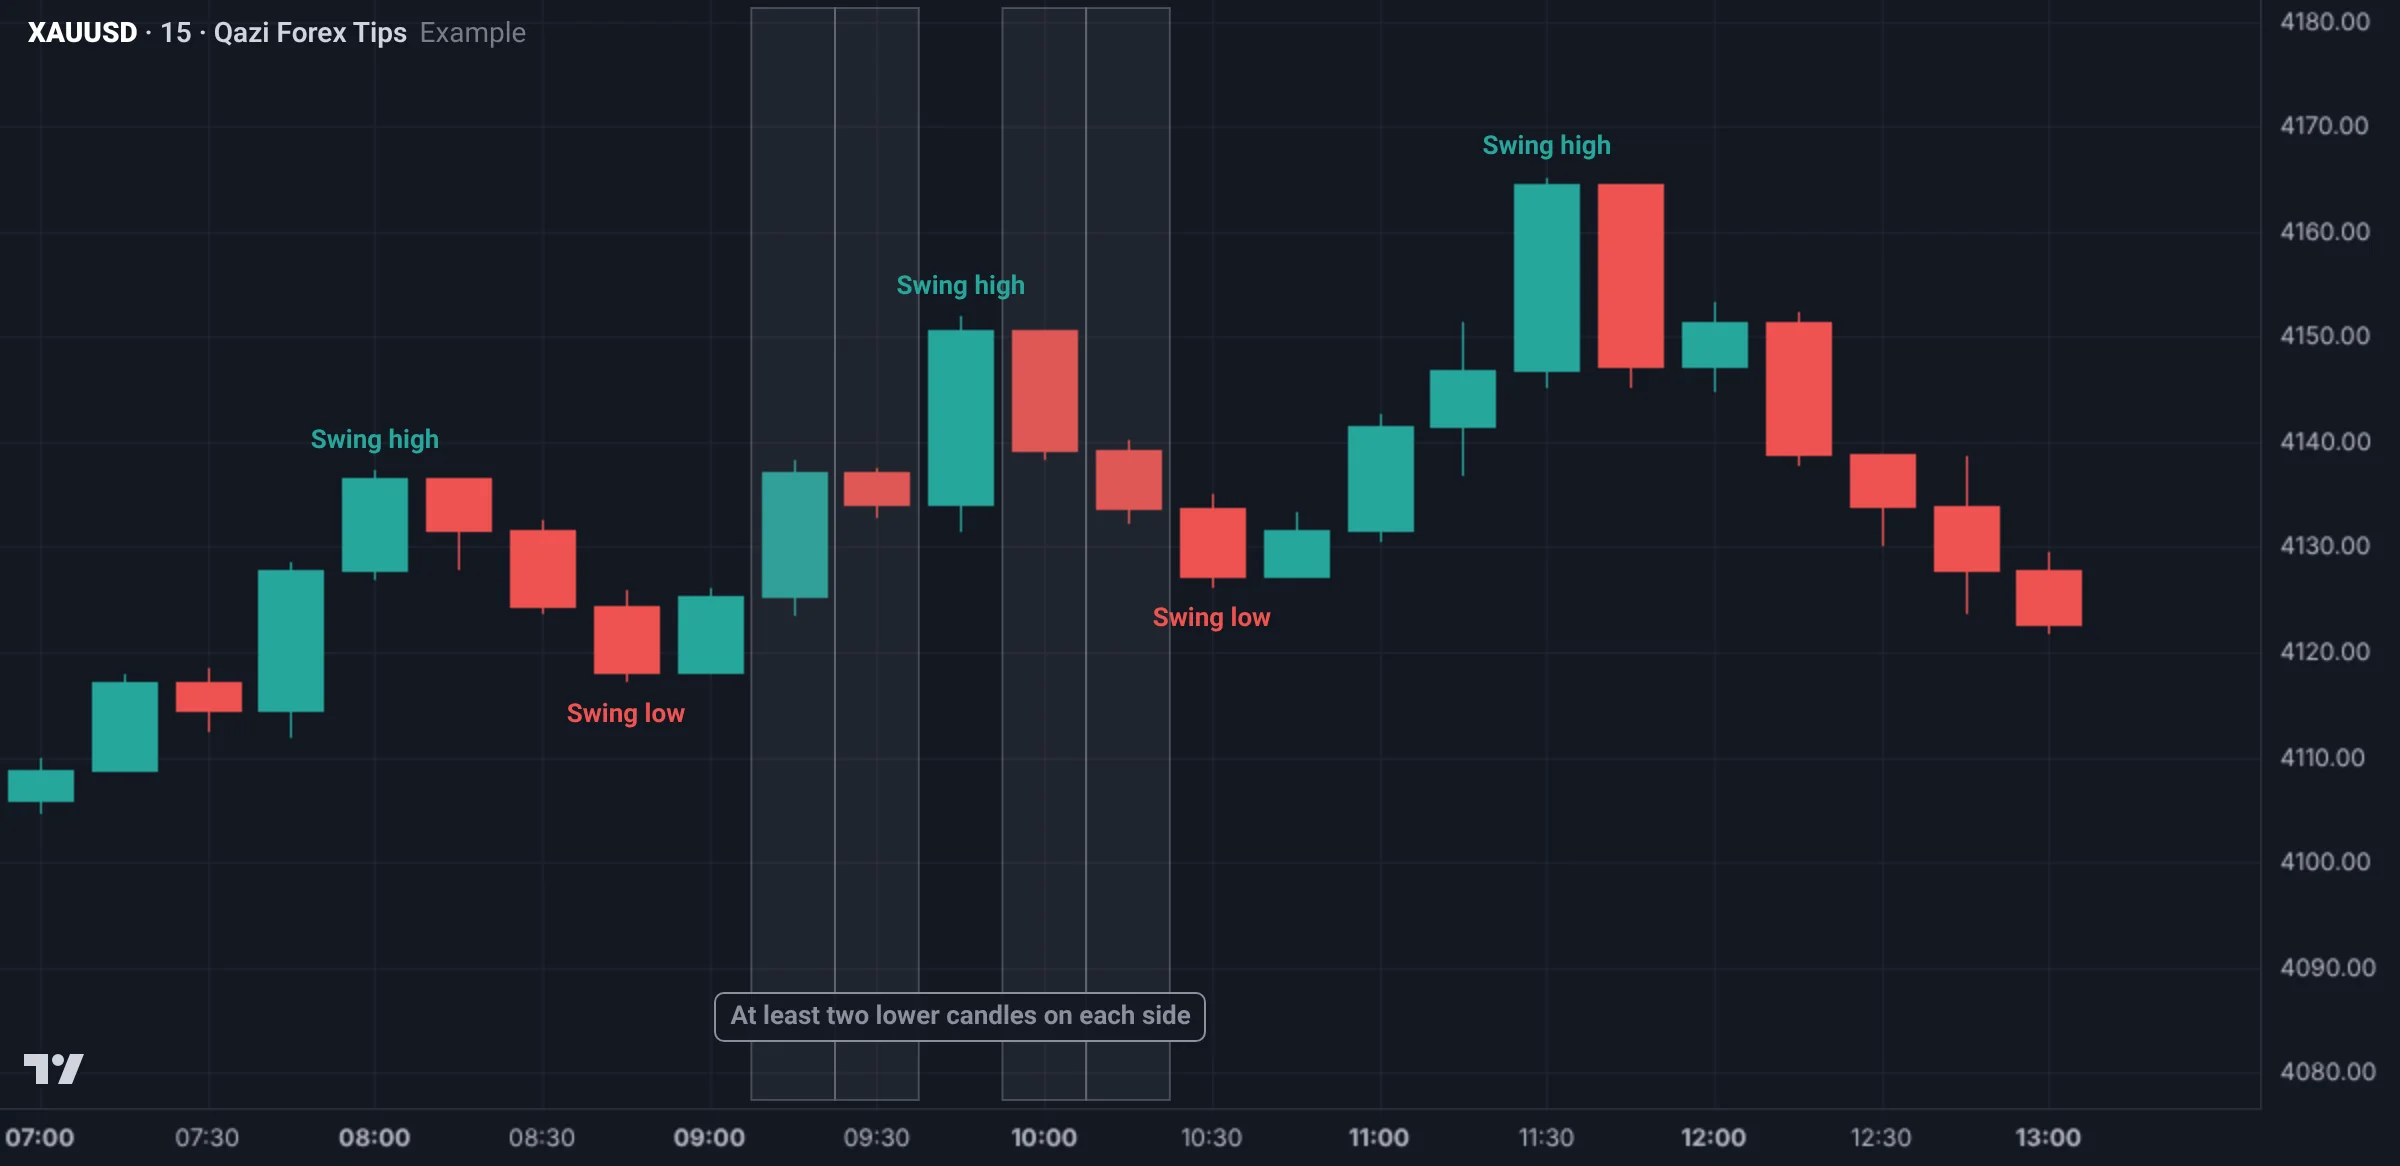 XAUUSD · 15 · Qazi Forex Tips Example
4180.00
4170.00
Swing high
4160.00
Swing high
4150.00
Swing high
4140.00
4130.00
Swing low
4120.00
Swing low
4110.00
4100.00
4090.00
At least two lower candles on each side
4080.00
07:00 07:30 08:00 08:30 09:00 09:30 10:00 10:30 11:00 11:30 12:00 12:30 13:00